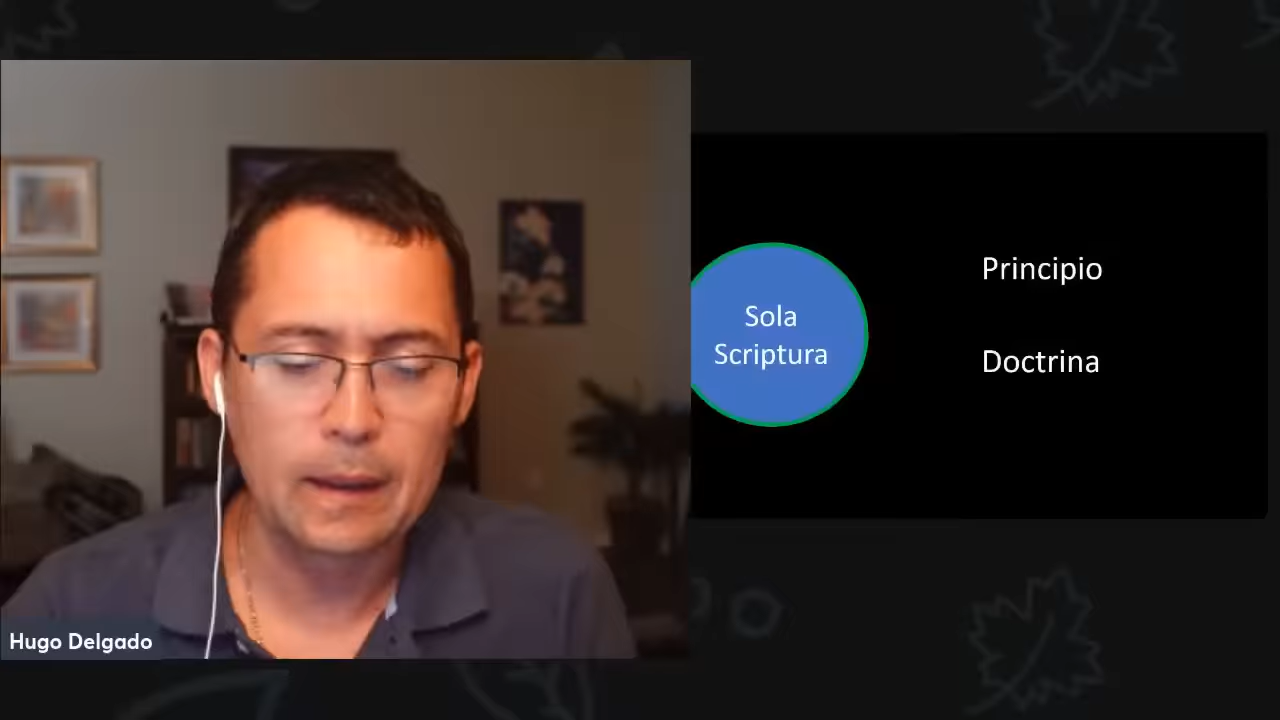 Sola
Scriptura
Principio
Doctrina
Hugo Delgado